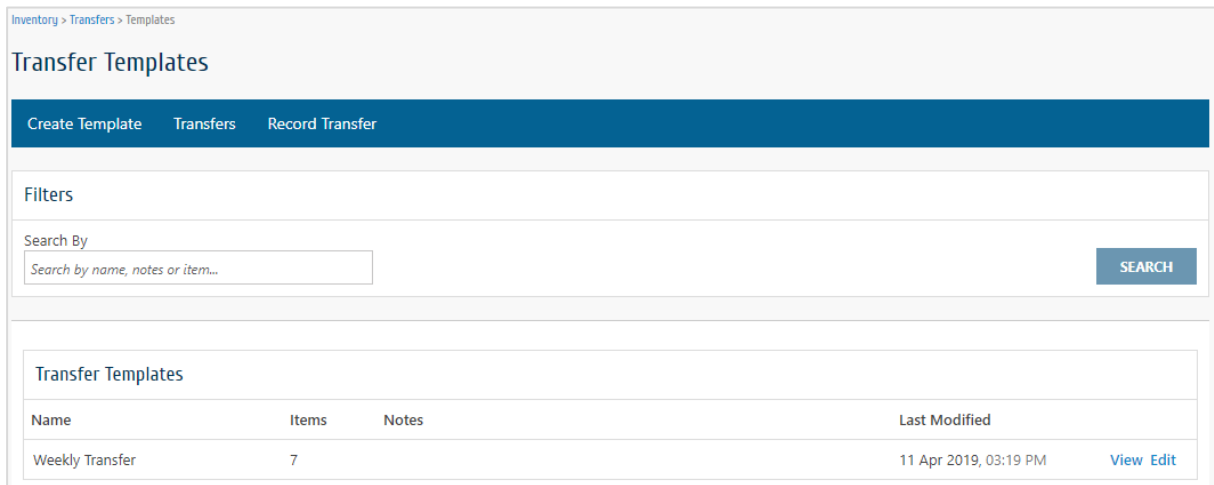 Inventory > Transfers > Templates
Transfer Templates
Create Template Transfers Record Transfer
Filters
Search By
Search by name, notes or item...
SEARCH
Transfer Templates
Name Items Notes Last Modified
Weekly Transfer 7 11 Apr 2019, 03:19 PM View Edit